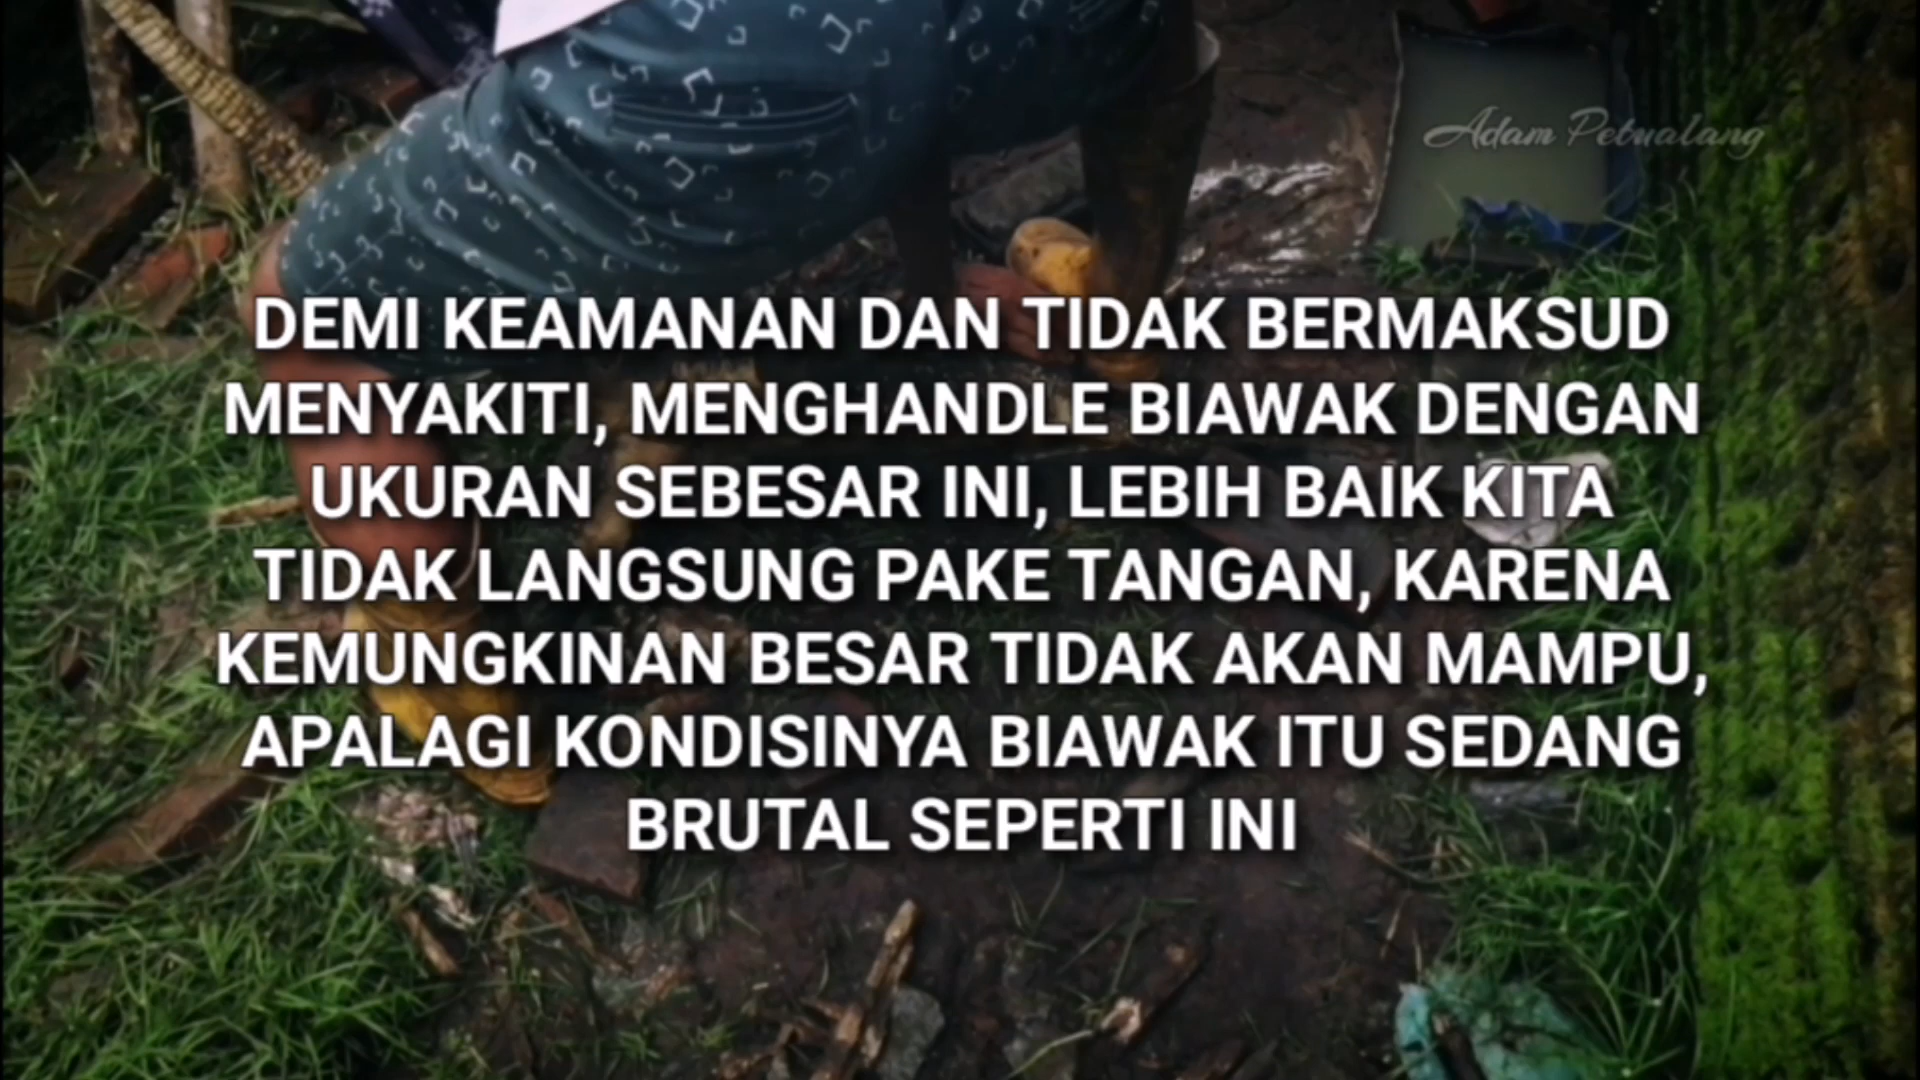 Adam Petualang
DEMI KEAMANAN DAN TIDAK BERMAKSUD
MENYAKITI, MENGHANDLE BIAWAK DENGAN
UKURAN SEBESAR INI, LEBIH BAIK KITA
TIDAK LANGSUNG PAKE TANGAN, KARENA
KEMUNGKINAN BESAR TIDAK AKAN MAMPU,
APALAGI KONDISINYA BIAWAK ITU SEDANG
BRUTAL SEPERTI INI